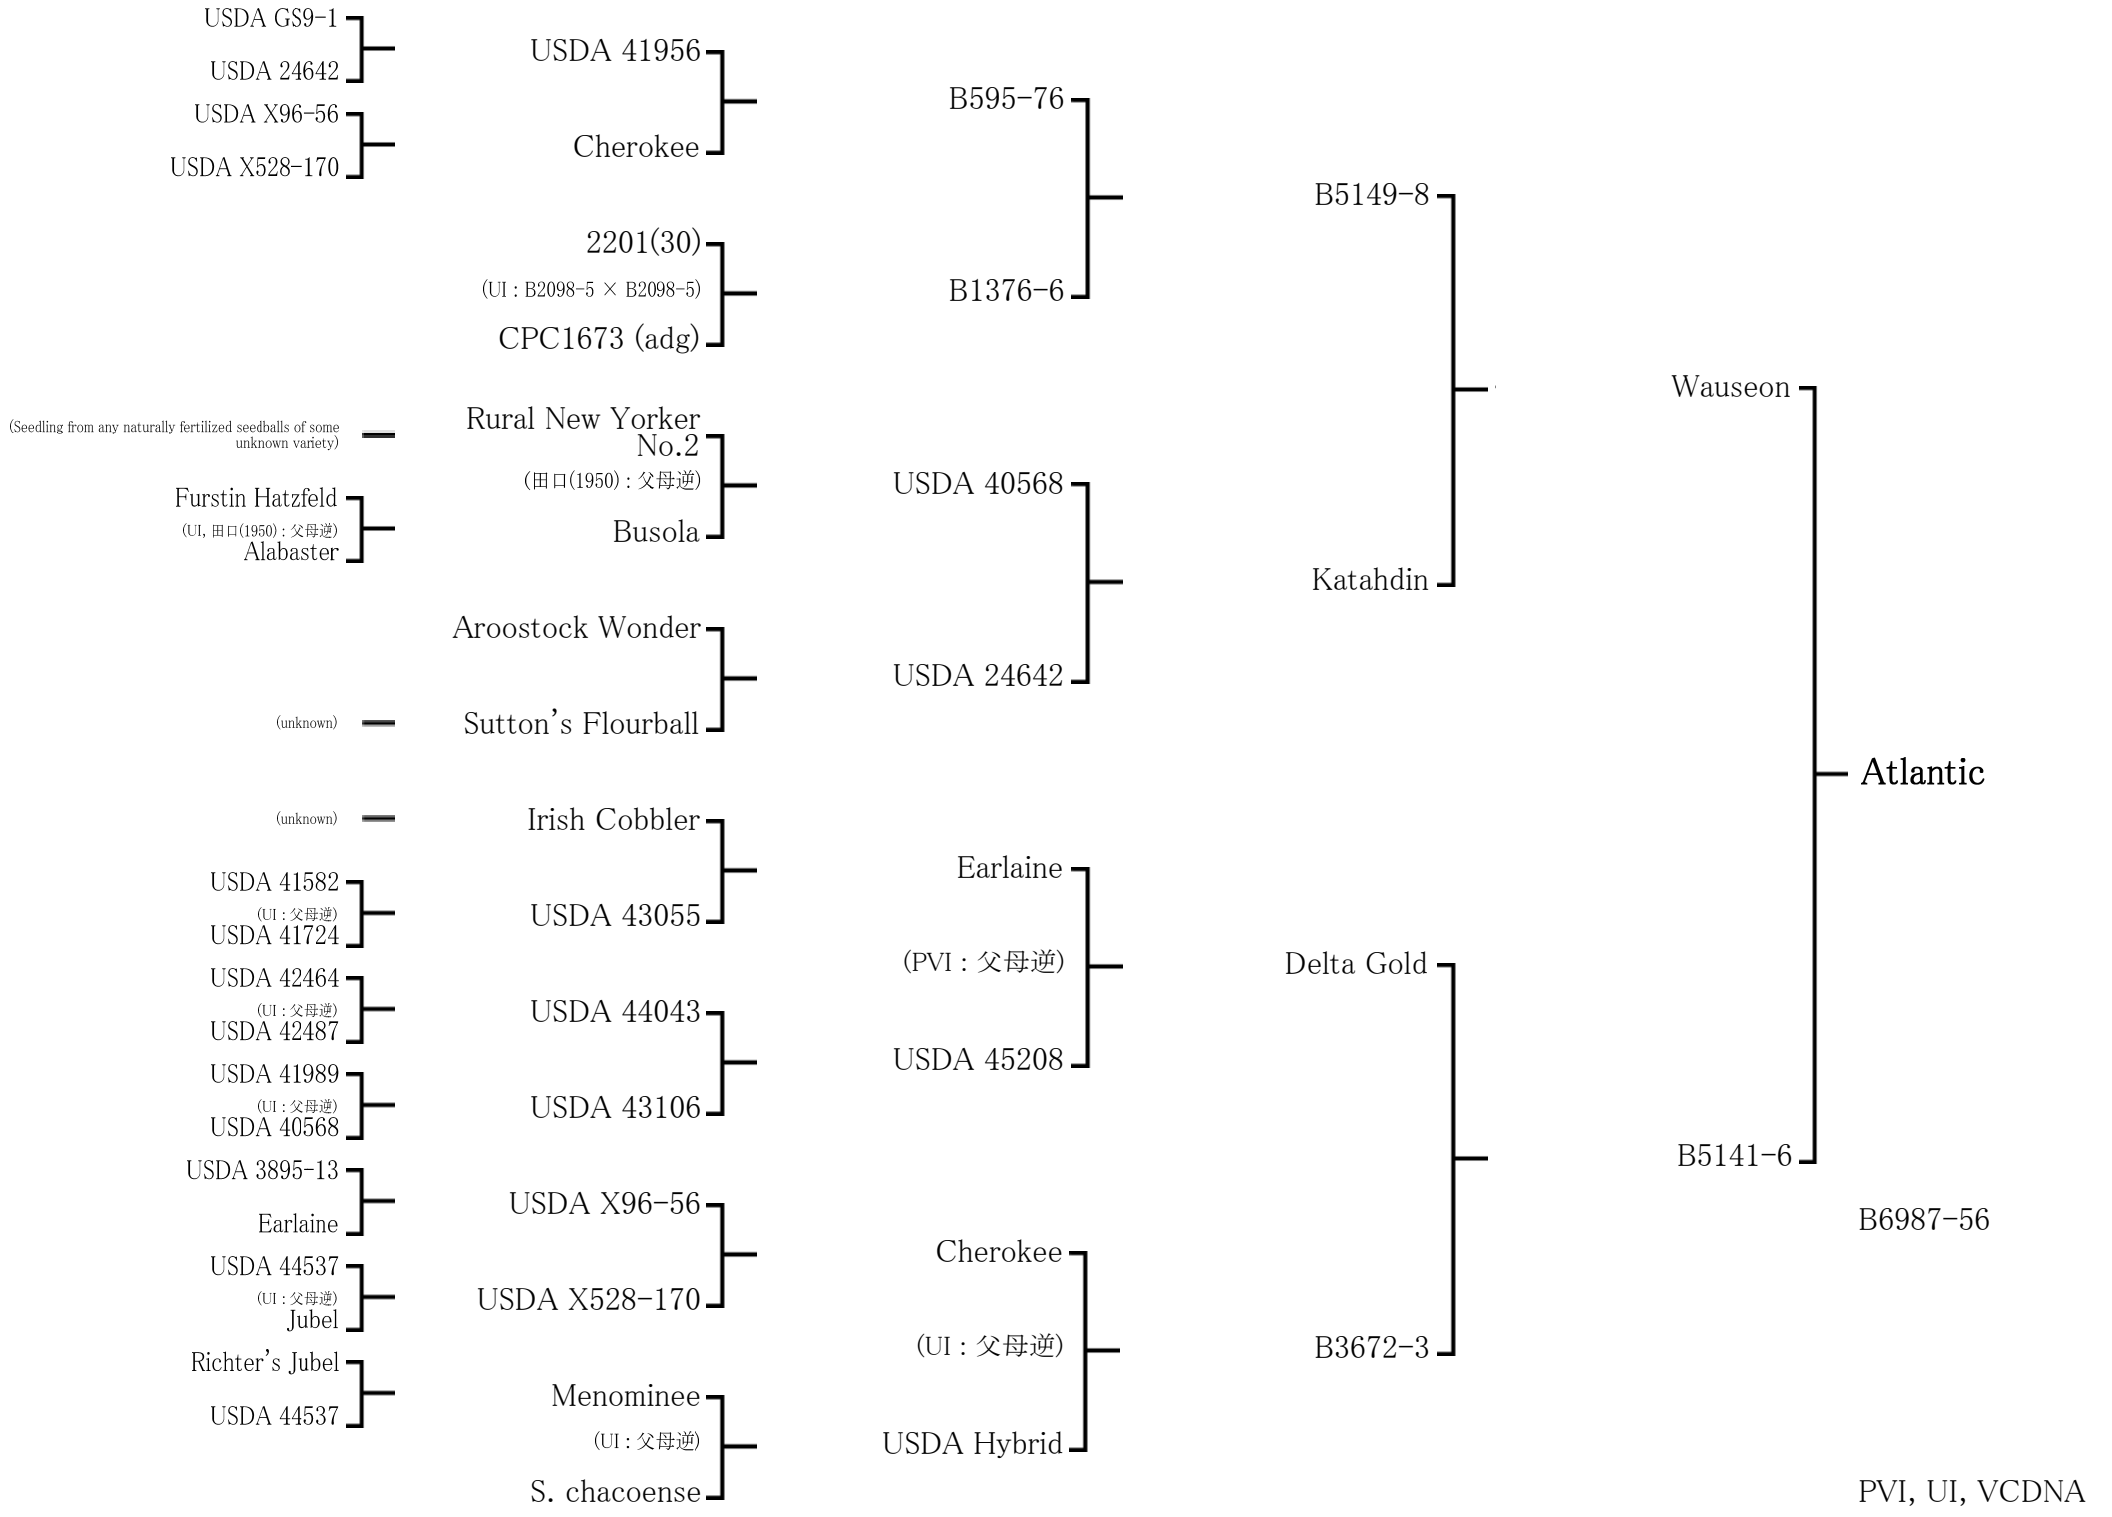 USDA GS9-1
USDA 24642
USDA X96-56
USDA X528-170
(Seedling from any naturally fertilized seedballs of some
unknown variety)
Furstin Hatzfeld
(UI, 田口(1950) : 父母逆)
Alabaster
(unknown)
(unknown)
USDA 41582
(UI : 父母逆)
USDA 41724
USDA 42464
(UI : 父母逆)
USDA 42487
USDA 41989
(UI : 父母逆)
USDA 40568
USDA 3895-13
Earlaine
USDA 44537
(UI : 父母逆)
Jubel
Richter's Jubel
USDA 44537
USDA 41956
Cherokee
2201(30)
(UI : B2098-5 × B2098-5)
CPC1673 (adg)
Rural New Yorker
No.2
(田口(1950) : 父母逆)
Busola
Aroostock Wonder
Sutton's Flourball
Irish Cobbler
USDA 43055
USDA 44043
USDA 43106
USDA X96-56
USDA X528-170
Menominee
(UI : 父母逆)
S. chacoense
B595-76
B1376-6
USDA 40568
USDA 24642
Earlaine
(PVI : 父母逆)
USDA 45208
Cherokee
(UI : 父母逆)
USDA Hybrid
B5149-8
Katahdin
Delta Gold
B3672-3
Wauseon
B5141-6
Atlantic
B6987-56
PVI, UI, VCDNA